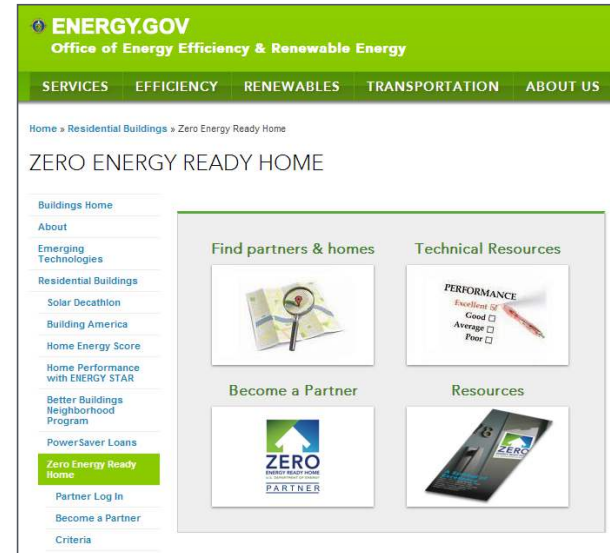 ENERGY.GOV
Office of Energy Efficiency & Renewable Energy
SERVICES EFFICIENCY RENEWABLES TRANSPORTATION ABOUT US
Home » Residential Buildings » Zero Energy Ready Home
ZERO ENERGY READY HOME
Buildings Home
About
Emerging
Technologies
Residential Buildings
Solar Decathlon
Building America
Home Energy Score
Home Performance
with ENERGY STAR
Better Buildings
Neighborhood
Program
PowerSaver Loans
Zero Energy Ready
Home
Partner Log In
Become a Partner
Criteria
Find partners & homes
Technical Resources
PERFORMANCE
Excellent
Good
Average
Poor
Become a Partner
ZERO
ENERGY READY HOME
U.S. DEPARTMENT OF ENERGY
PARTNER
Resources
ZERO